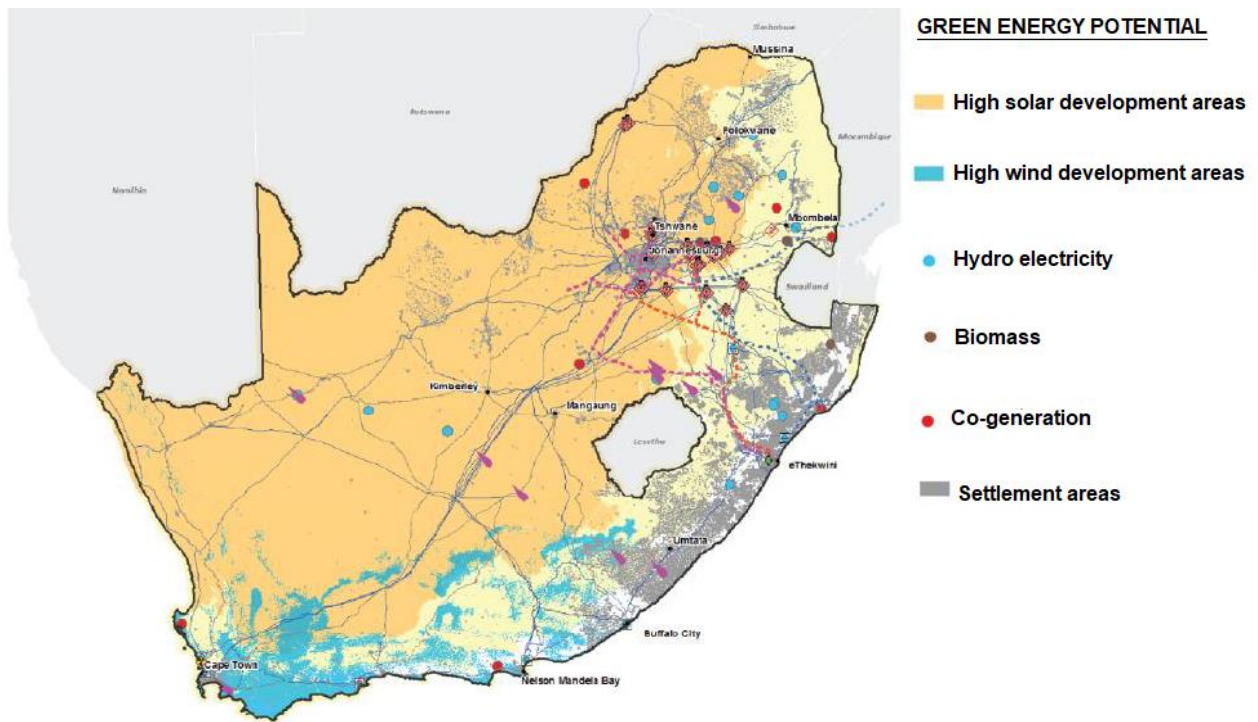 GREEN ENERGY POTENTIAL
High solar development areas
High wind development areas
Hydro electricity
Biomass
Co-generation
Settlement areas
Zimbabwe
Mussina
Botswana
Polokwane
Mozambique
Namibia
Tshwane
Mbombela
Johannesburg
Swaziland
Kimberley
Mangaung
Lesotho
eThekwini
Umtata
Buffalo City
Cape Town
Nelson Mandela Bay